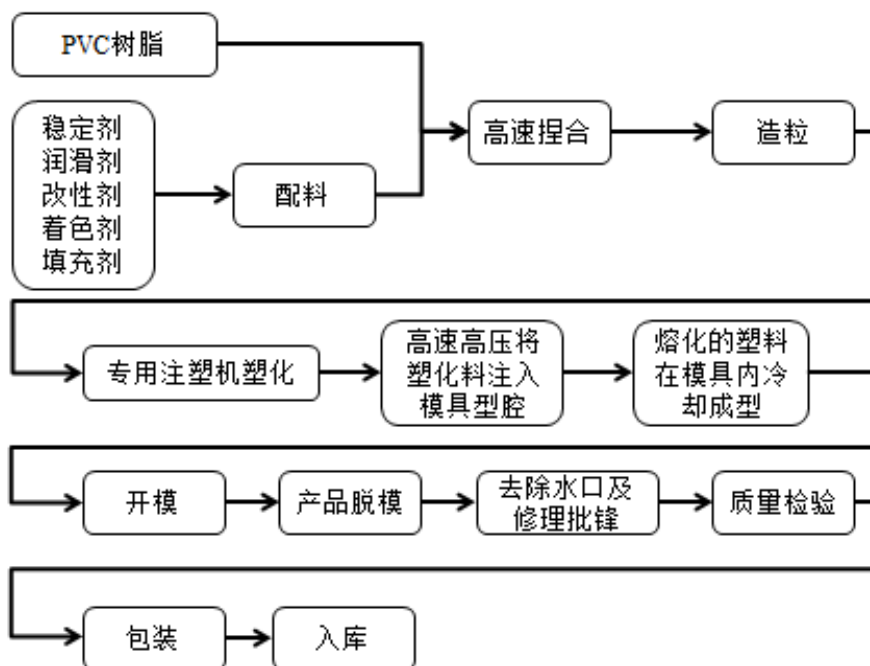 PVC树脂
稳定剂
润滑剂
改性剂
着色剂
填充剂
配料
高速捏合
造粒
专用注塑机塑化
高速高压将
塑化料注入
模具型腔
熔化的塑料
在模具内冷
却成型
开模
产品脱模
去除水口及
修理批锋
质量检验
包装
入库